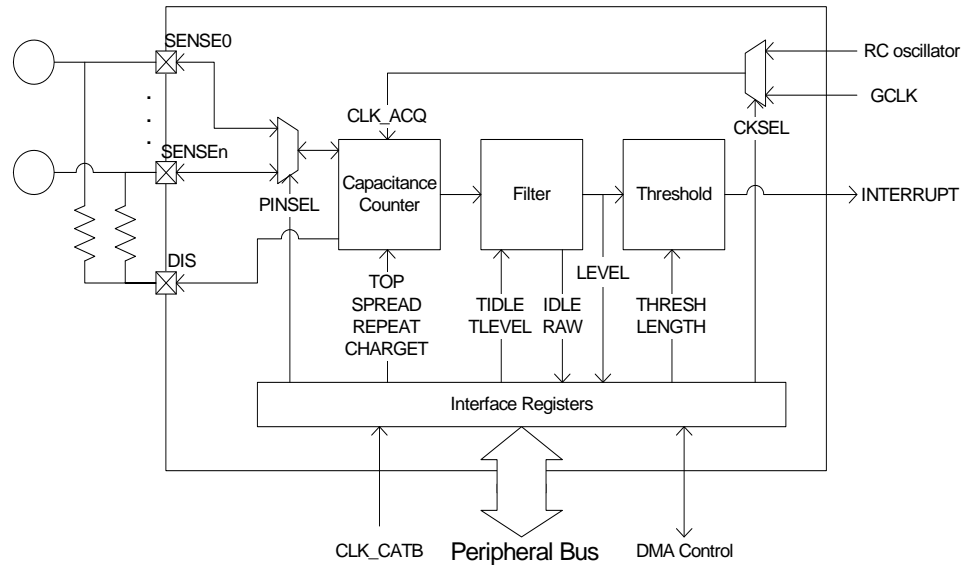 SENSE0
RC oscillator
CLK_ACQ
GCLK
CKSEL
SENSEn
Capacitance
Counter
Filter
Threshold
PINSEL
INTERRUPT
DIS
LEVEL
TOP
SPREAD
REPEAT
CHARGET
TIDLE
TLEVEL
IDLE
RAW
THRESH
LENGTH
Interface Registers
CLK_CATB
Peripheral Bus
DMA Control